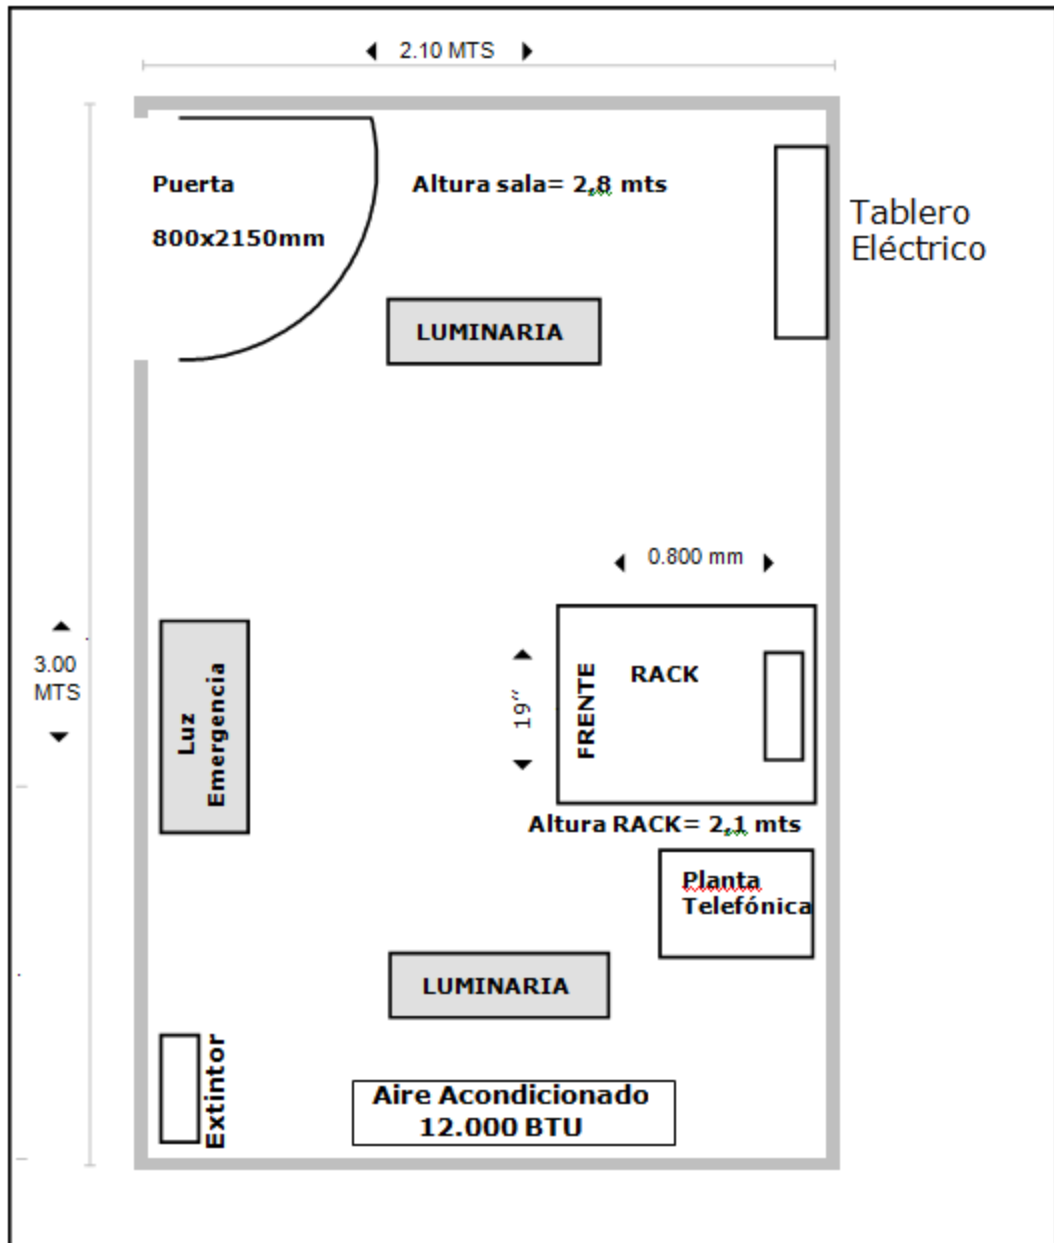 2.10 MTS
Puerta
800x2150mm
Altura sala= 2,8 mts
Tablero
Eléctrico
LUMINARIA
0.800 mm
3.00
MTS
Luz
Emergencia
19”
FRENTE
RACK
Altura RACK= 2,1 mts
Planta
Telefónica
LUMINARIA
Extintor
Aire Acondicionado
12.000 BTU